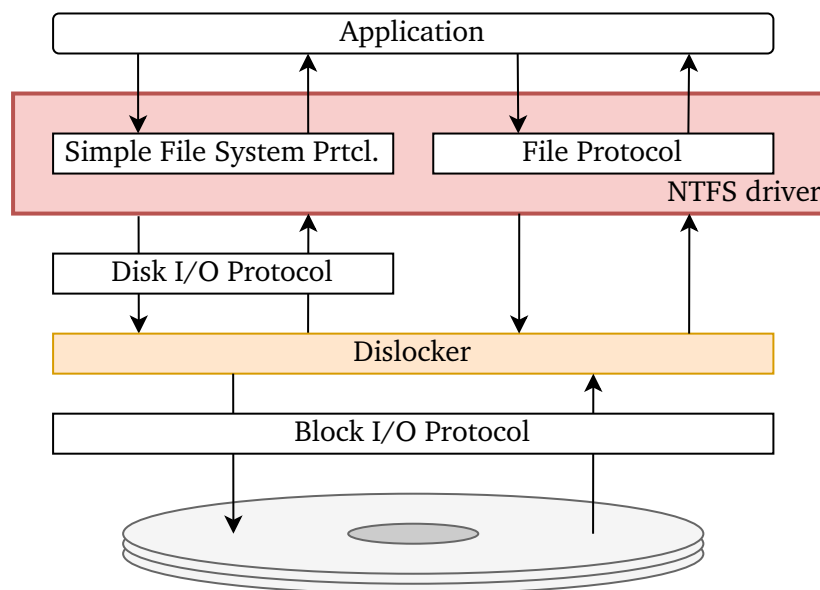 Application
Simple File System Prtcl.
File Protocol
NTFS driver
Disk I/O Protocol
Dislocker
Block I/O Protocol